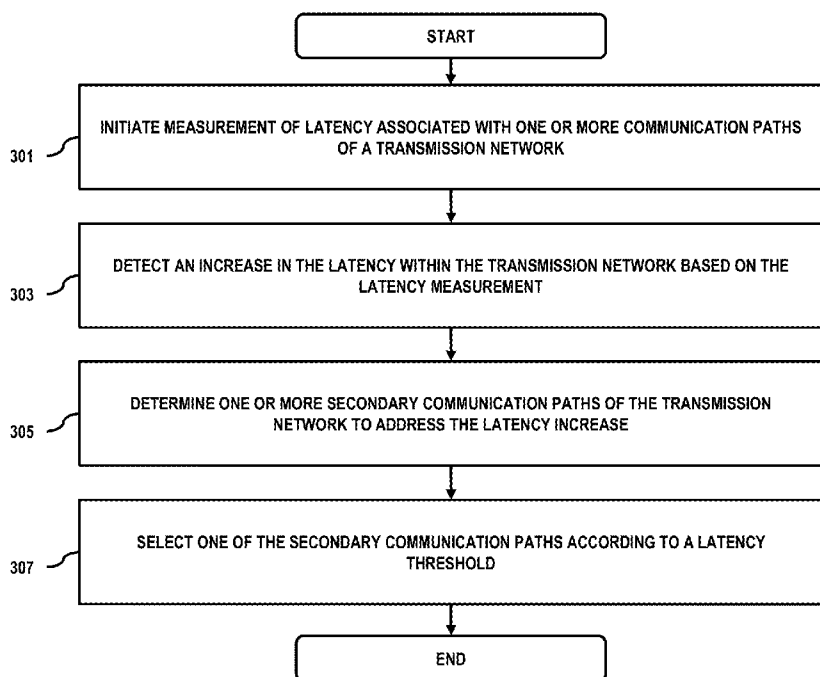 START
INITIATE MEASUREMENT OF LATENCY ASSOCIATED WITH ONE OR MORE COMMUNICATION PATHS
OF A TRANSMISSION NETWORK
301
DETECT AN INCREASE IN THE LATENCY WITHIN THE TRANSMISSION NETWORK BASED ON THE
LATENCY MEASUREMENT
303
DETERMINE ONE OR MORE SECONDARY COMMUNICATION PATHS OF THE TRANSMISSION
NETWORK TO ADDRESS THE LATENCY INCREASE
305
SELECT ONE OF THE SECONDARY COMMUNICATION PATHS ACCORDING TO A LATENCY
THRESHOLD
307
END